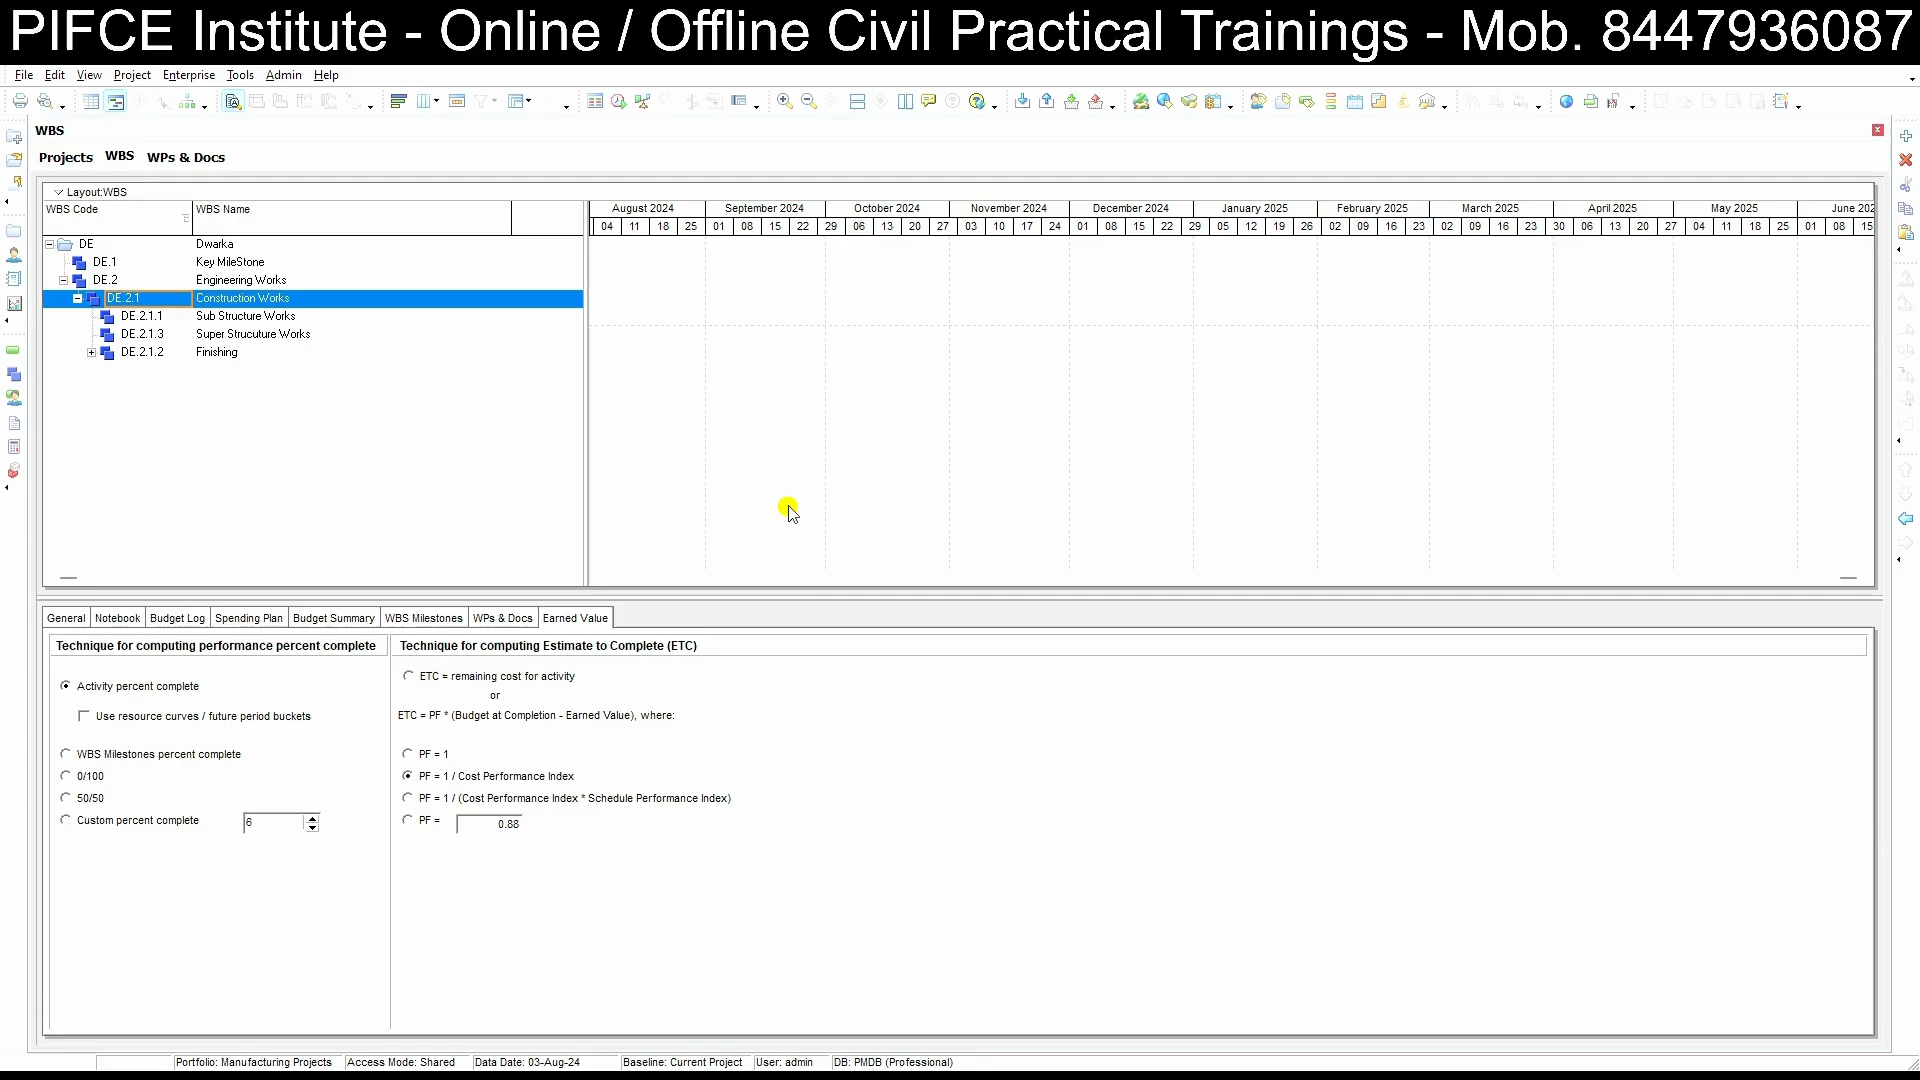 PIFCE Institute - Online / Offline Civil Practical Trainings - Mob. 8447936087
File Edit View Project Enterprise Tools Admin Help
WBS
Projects WBS WPs & Docs
Layout:WBS
WBS Code WBS Name
August 2024 September 2024 October 2024 November 2024 December 2024 January 2025 February 2025 March 2025 April 2025 May 2025 June 202
04 11 18 25 01 08 15 22 29 06 13 20 27 03 10 17 24 01 08 15 22 29 05 12 19 26 02 09 16 23 02 09 16 23 30 06 13 20 27 04 11 18 25 01 08 15
DE Dwarka
DE.1 Key MileStone
DE.2 Engineering Works
DE.2.1 Construction Works
DE.2.1.1 Sub Structure Works
DE.2.1.3 Super Strucuture Works
DE.2.1.2 Finishing
General Notebook Budget Log Spending Plan Budget Summary WBS Milestones WPs & Docs Earned Value
Technique for computing performance percent complete
Activity percent complete
Use resource curves / future period buckets
WBS Milestones percent complete
0/100
50/50
Custom percent complete 6
Technique for computing Estimate to Complete (ETC)
ETC = remaining cost for activity
or
ETC = PF * (Budget at Completion - Earned Value), where:
PF = 1
PF = 1 / Cost Performance Index
PF = 1 / (Cost Performance Index * Schedule Performance Index)
PF = 0.88
Portfolio: Manufacturing Projects Access Mode: Shared Data Date: 03-Aug-24 Baseline: Current Project User: admin DB: PMDB (Professional)